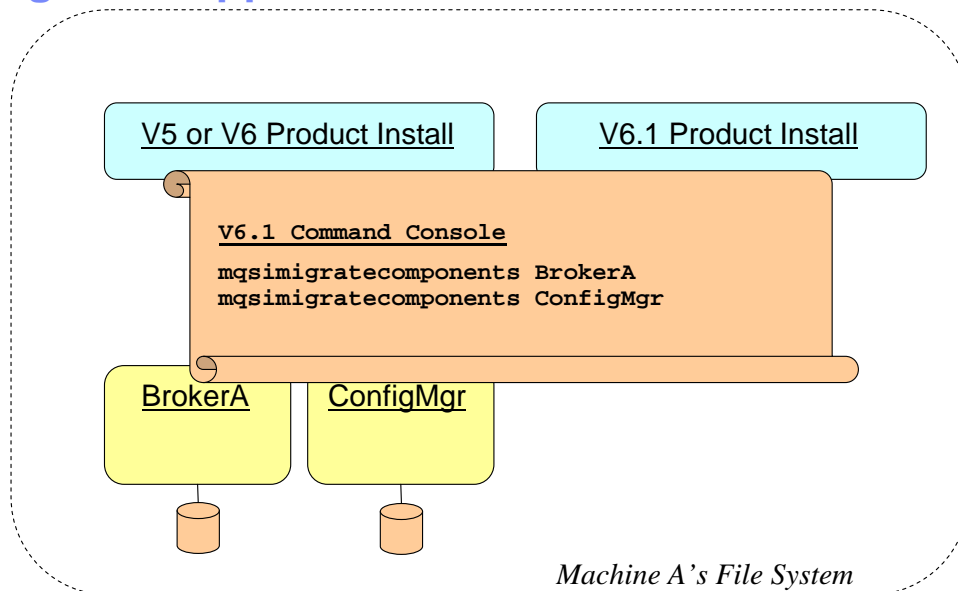 V5 or V6 Product Install
V6.1 Product Install
V6.1 Command Console
mqsimigratecomponents BrokerA
mqsimigratecomponents ConfigMgr
BrokerA
ConfigMgr
Machine A's File System